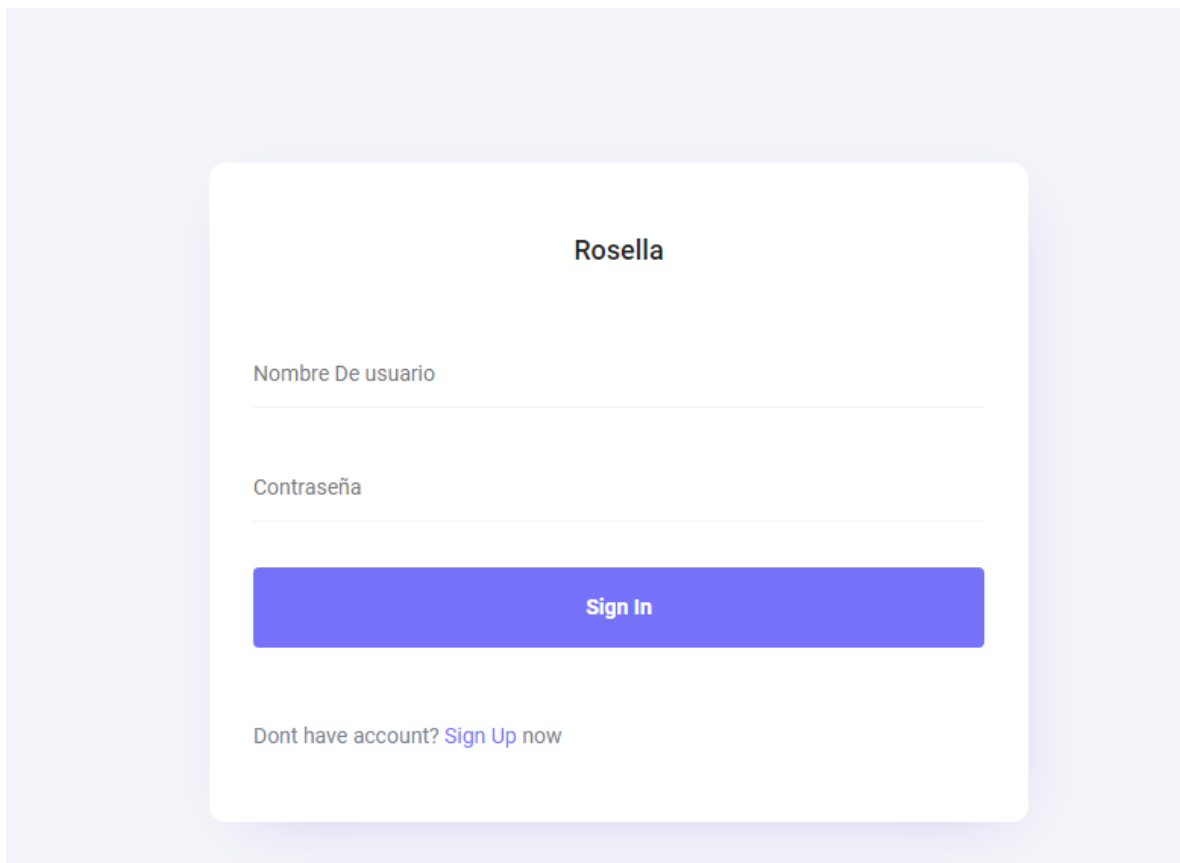 Rosella
Nombre De usuario
Contraseña
Sign In
Dont have account? Sign Up now